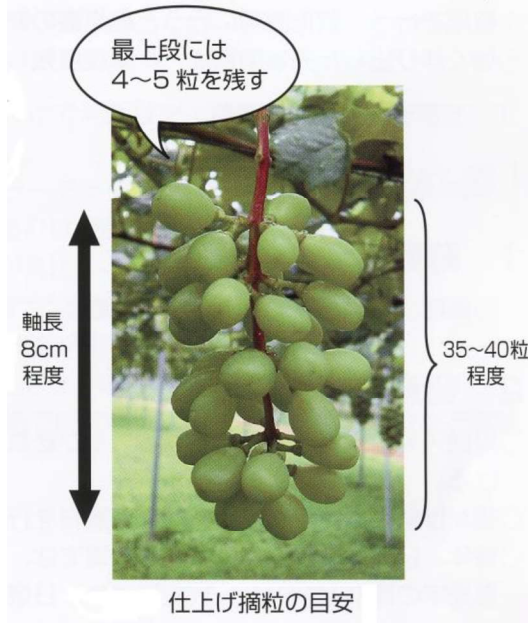 最上段には
4～5 粒を残す
軸長
8cm
程度
35～40粒
程度
仕上げ摘粒の目安